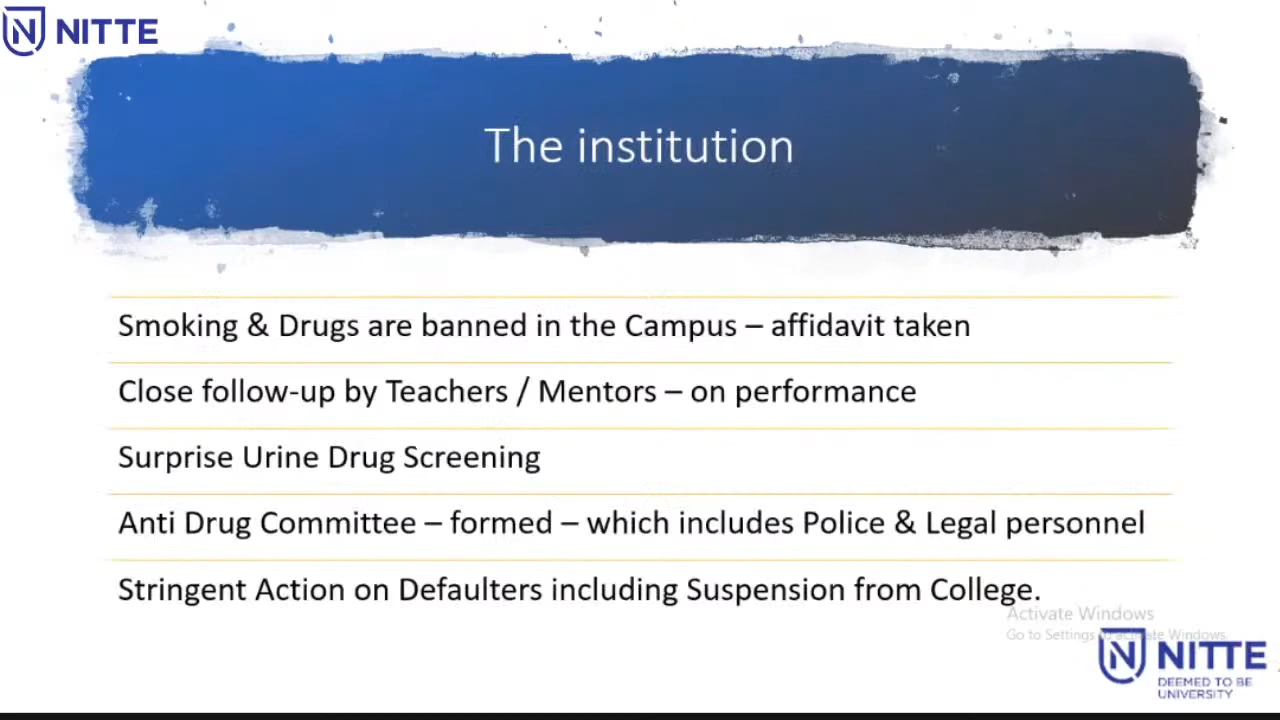 NITTE
The institution
Smoking & Drugs are banned in the Campus – affidavit taken
Close follow-up by Teachers / Mentors – on performance
Surprise Urine Drug Screening
Anti Drug Committee – formed – which includes Police & Legal personnel
Stringent Action on Defaulters including Suspension from College.
Activate Windows
Go to Settings to activate Windows.
NITTE
DEEMED TO BE
UNIVERSITY